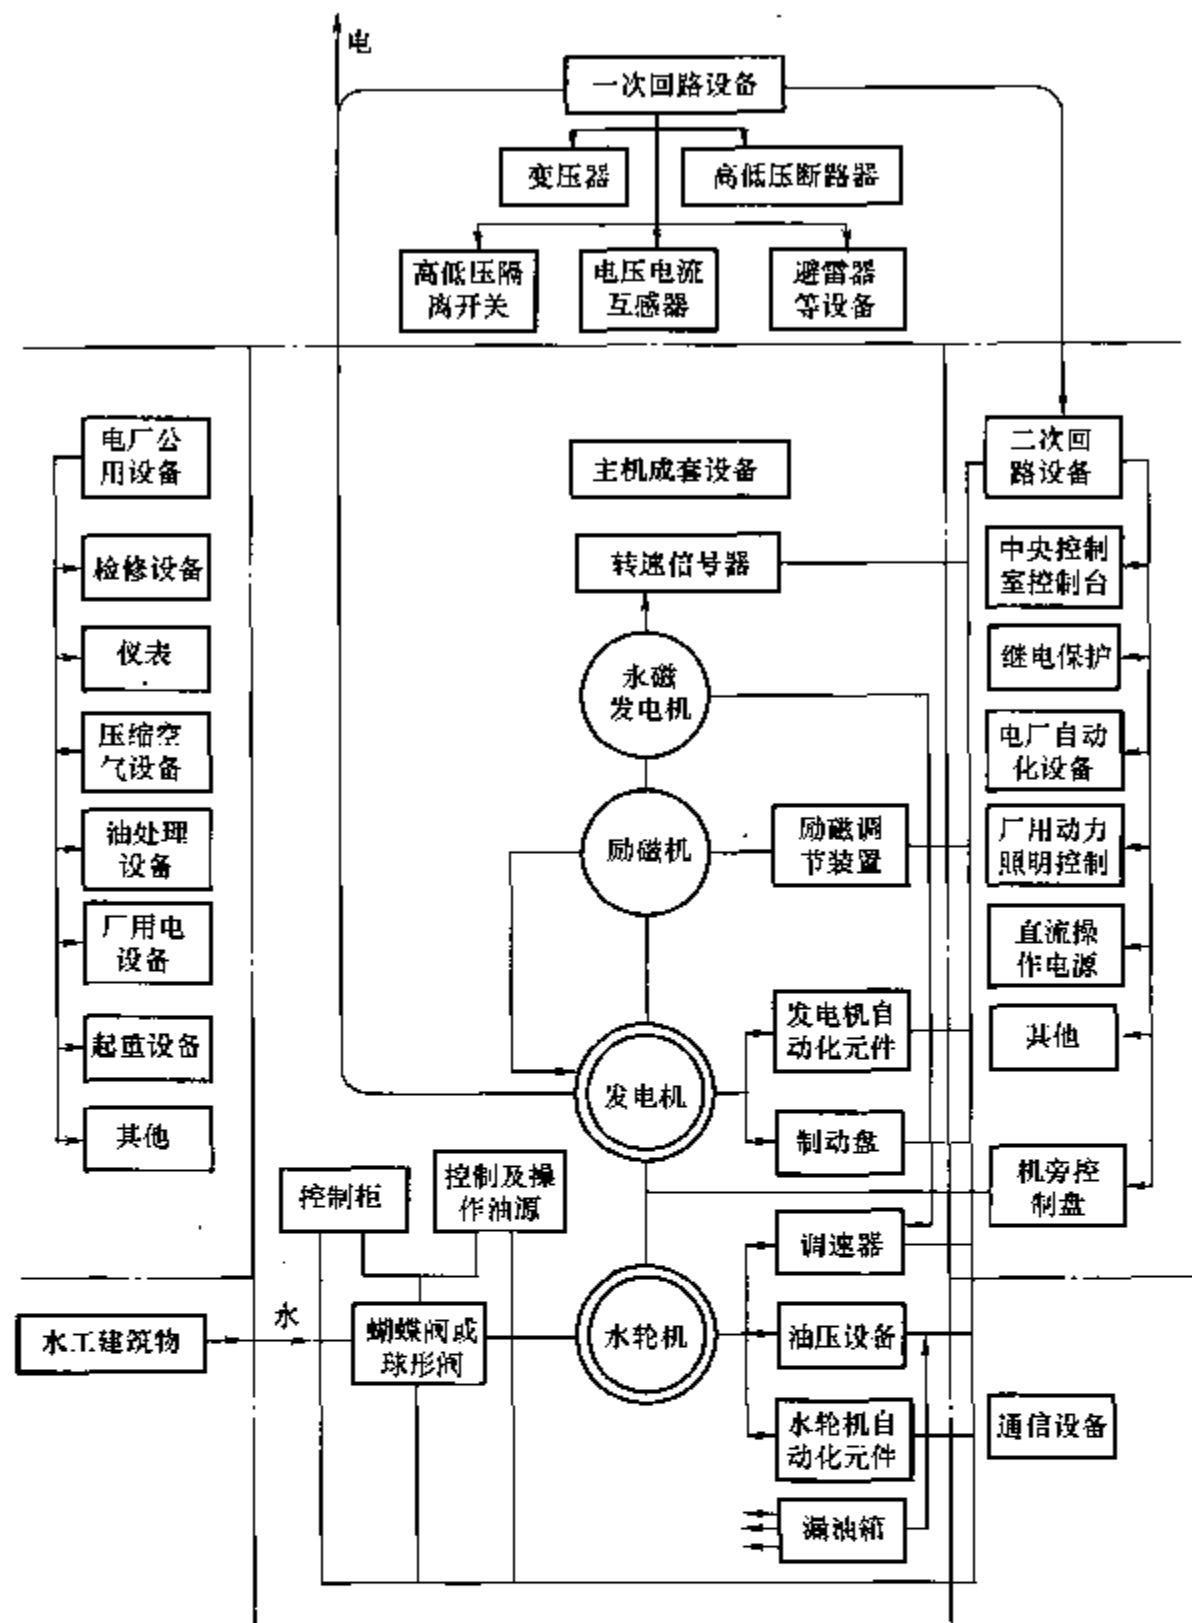 电
一次回路设备
变压器
高低压断路器
高低压隔
离开关
电压电流
互感器
避雷器
等设备
电厂公
用设备
检修设备
仪表
压缩空
气设备
油处理
设备
厂用电
设备
起重设备
其他
主机成套设备
转速信号器
永磁
发电机
励磁机
励磁调
节装置
发电机
发电机自
动化元件
制动盘
控制柜
控制及操
作油源
水工建筑物
水
蝴蝶阀或
球形阀
水轮机
调速器
油压设备
水轮机自
动化元件
漏油箱
二次回
路设备
中央控制
室控制台
继电保护
电厂自动
化设备
厂用动力
照明控制
直流操
作电源
其他
机旁控
制盘
通信设备